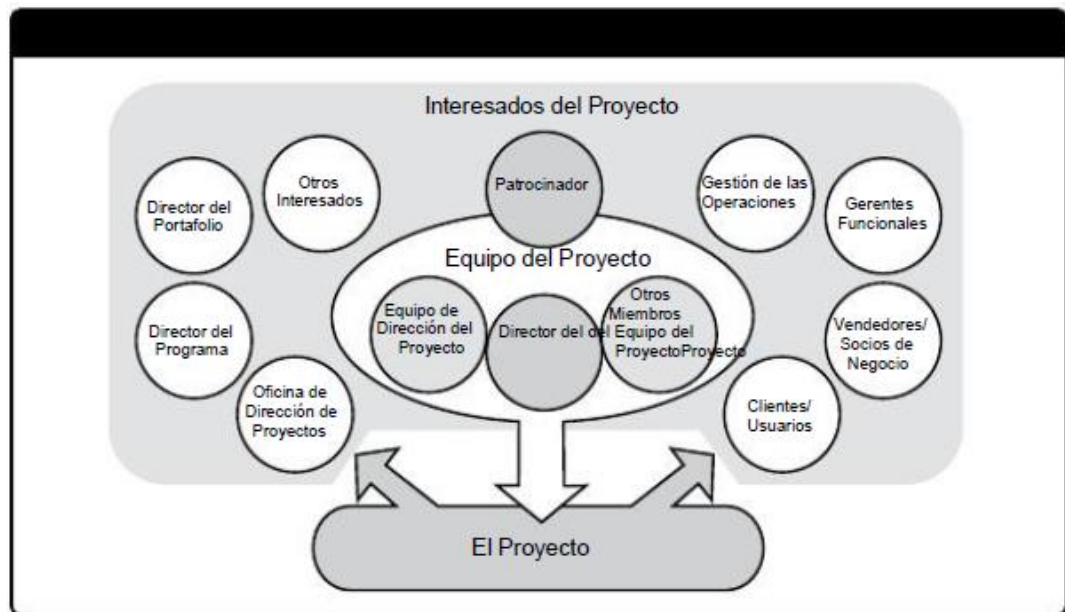 Interesados del Proyecto
Patrocinador
Otros
Interesados
Gestión de las
Operaciones
Director del
Portafolio
Gerentes
Funcionales
Equipo del Proyecto
Equipo de
Dirección del
Proyecto
Director del
Proyecto
Otros
Miembros
del Equipo del
Proyecto
Director del
Programa
Vendedores/
Socios de
Negocio
Oficina de
Dirección de
Proyectos
Clientes/
Usuarios
El Proyecto